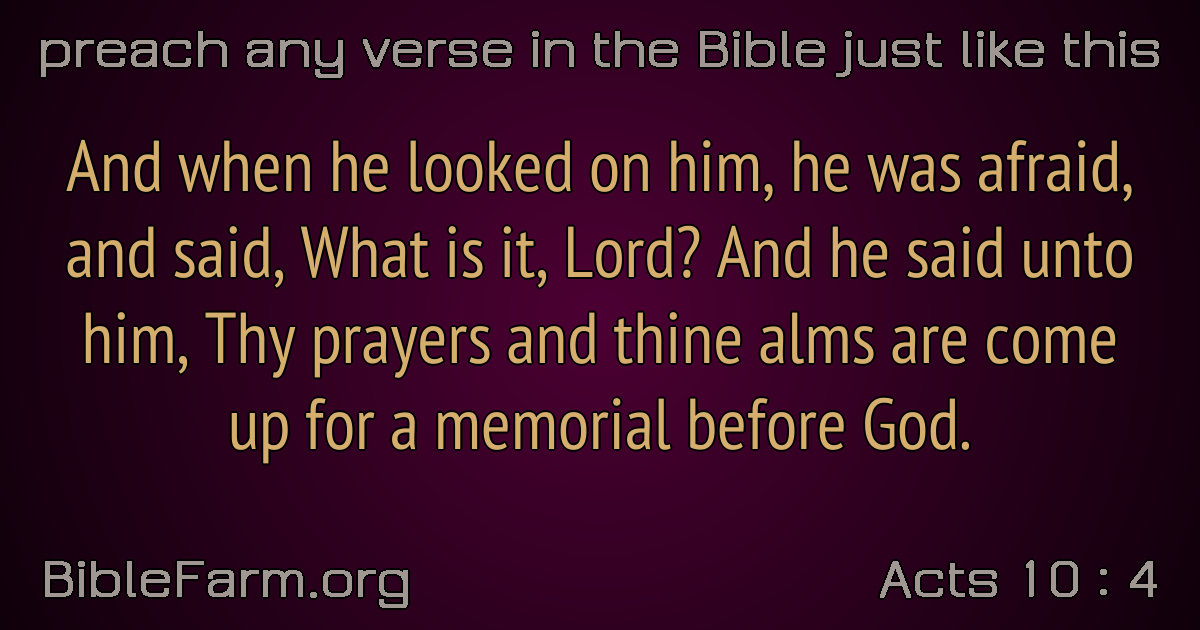 preach any verse in the Bible just like this
And when he looked on him, he was afraid,
and said, What is it, Lord? And he said unto
him, Thy prayers and thine alms are come
up for a memorial before God.
BibleFarm.org
Acts 10 : 4